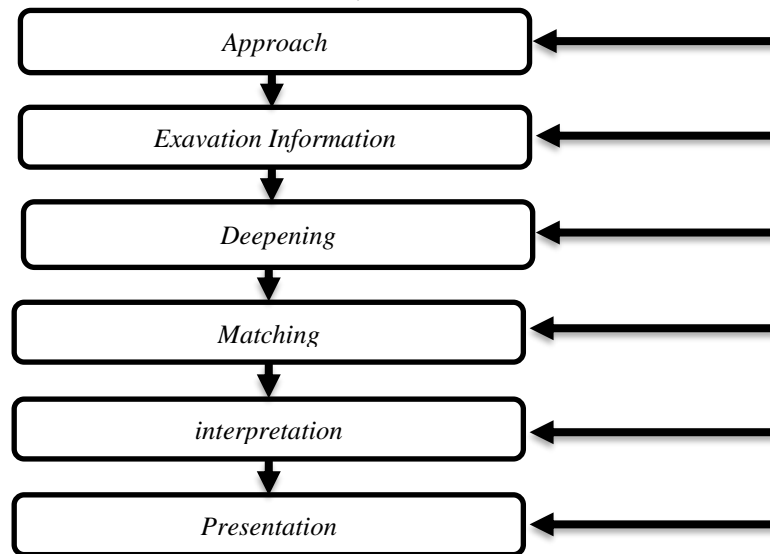 Approach
Exavation Information
Deepening
Matching
interpretation
Presentation